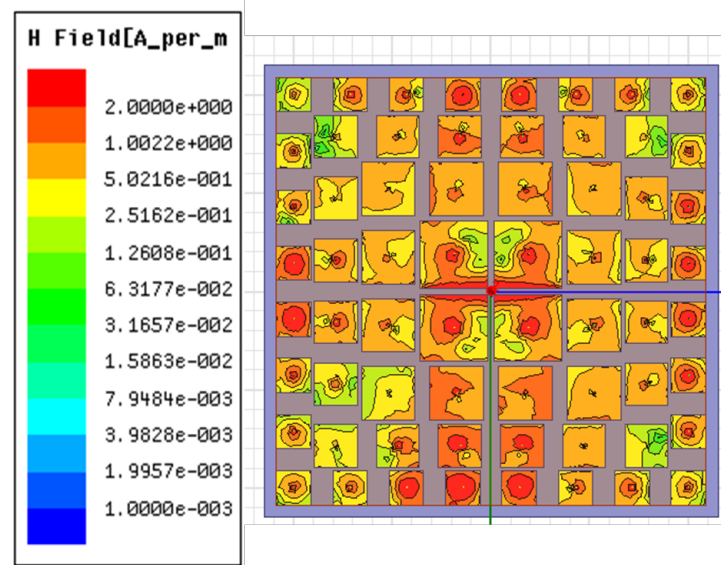 H Field[A_per_m
2.0000e+000
1.0022e+000
5.0216e-001
2.5162e-001
1.2608e-001
6.3177e-002
3.1657e-002
1.5863e-002
7.9484e-003
3.9828e-003
1.9957e-003
1.0000e-003